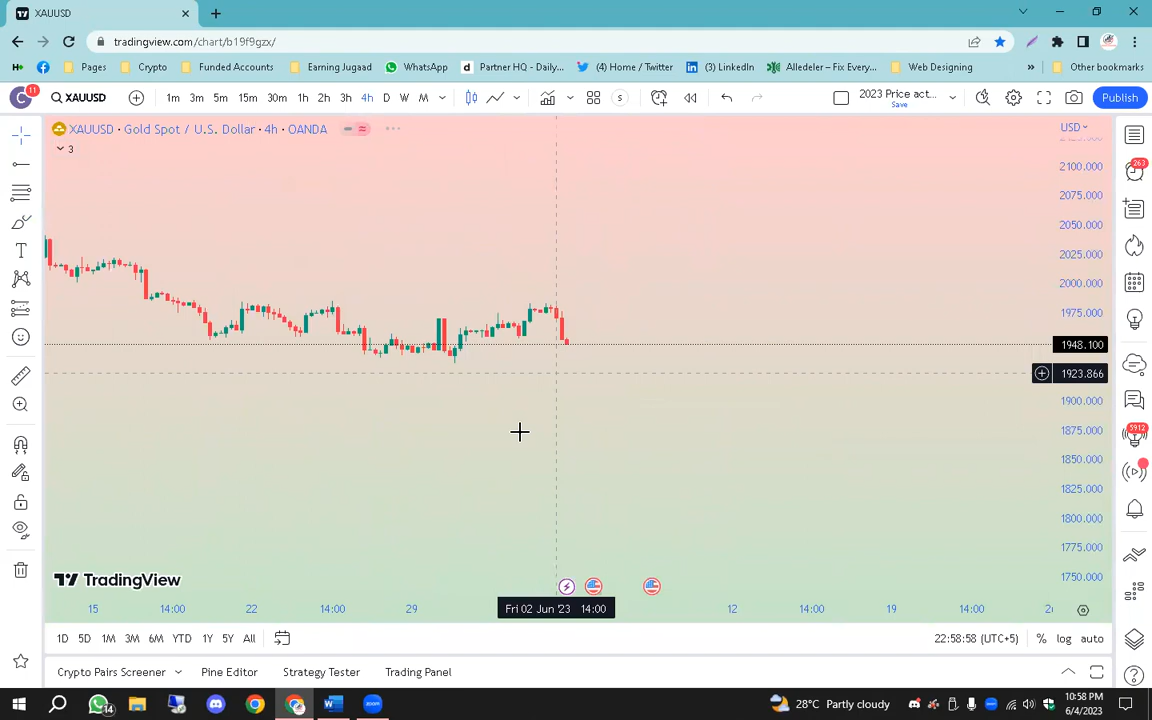 XAUUSD
tradingview.com/chart/b19f9gzx/
Pages
Crypto
Funded Accounts
Earning Jugaad
WhatsApp
Partner HQ - Daily...
(4) Home / Twitter
(3) LinkedIn
Alledeler – Fix Every...
Web Designing
»
Other bookmarks
C
11
XAUUSD
1m 3m 5m 15m 30m 1h 2h 3h 4h D W M
S
2023 Price act...
Save
Publish
XAUUSD · Gold Spot / U.S. Dollar · 4h · OANDA
3
USD
2100.000
2075.000
2050.000
2025.000
2000.000
1975.000
1948.100
1923.866
1900.000
1875.000
1850.000
1825.000
1800.000
1775.000
1750.000
263
5912
TradingView
15 14:00 22 14:00 29 Fri 02 Jun '23 14:00 12 14:00 19 14:00
1D 5D 1M 3M 6M YTD 1Y 5Y All
22:58:58 (UTC+5)
% log auto
Crypto Pairs Screener
Pine Editor
Strategy Tester
Trading Panel
14
zoom
28°C Partly cloudy
10:58 PM
6/4/2023